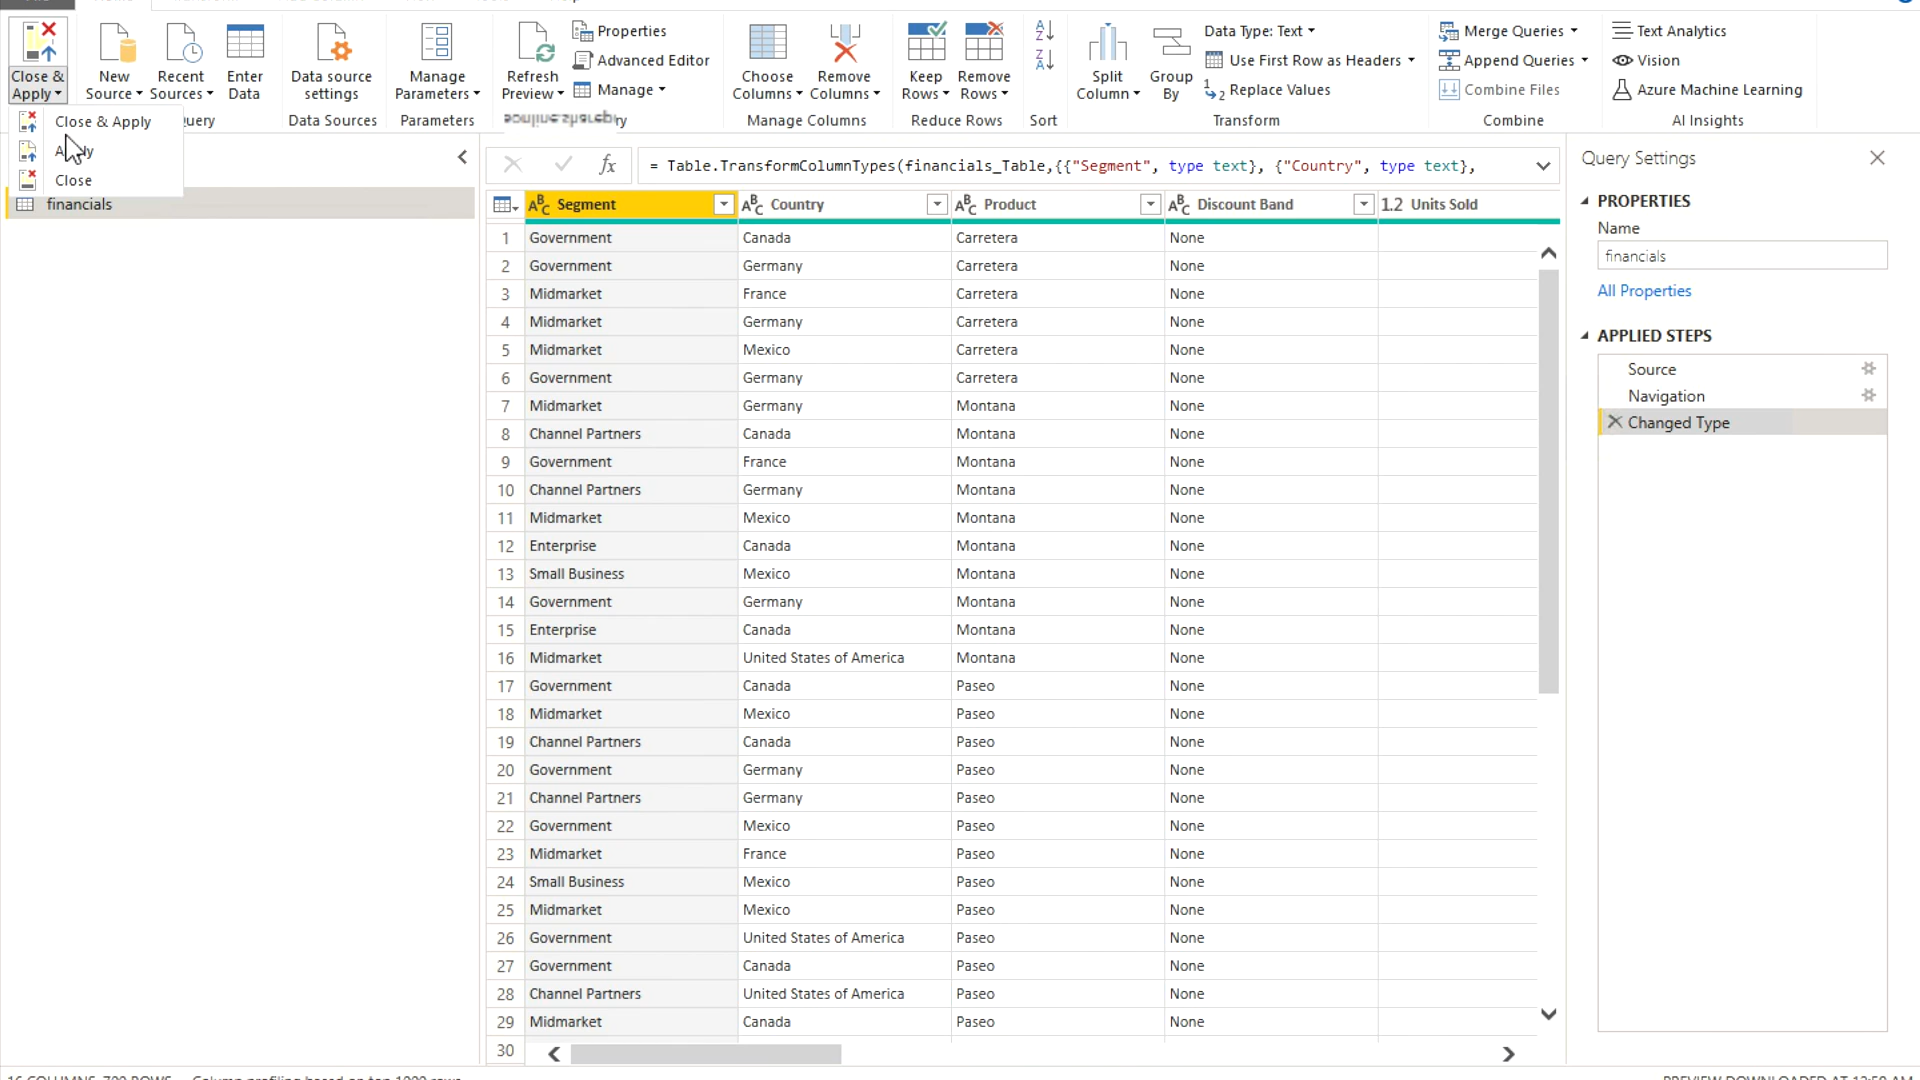 Close &
Apply
New
Source
Recent
Sources
Enter
Data
Data source
settings
Manage
Parameters
Refresh
Preview
Properties
Advanced Editor
Manage
Choose
Columns
Remove
Columns
Keep
Rows
Remove
Rows
Split
Column
Group
By
Data Type: Text
Use First Row as Headers
1 2 Replace Values
Merge Queries
Append Queries
Combine Files
Text Analytics
Vision
Azure Machine Learning
Data Sources
Parameters
Manage Columns
Reduce Rows
Sort
Transform
Combine
AI Insights
Close & Apply
Close
financials
fx
= Table.TransformColumnTypes(financials_Table,{{"Segment", type text}, {"Country", type text},
ABC Segment ABC Country ABC Product ABC Discount Band 1.2 Units Sold
1 Government Canada Carretera None
2 Government Germany Carretera None
3 Midmarket France Carretera None
4 Midmarket Germany Carretera None
5 Midmarket Mexico Carretera None
6 Government Germany Carretera None
7 Midmarket Germany Montana None
8 Channel Partners Canada Montana None
9 Government France Montana None
10 Channel Partners Germany Montana None
11 Midmarket Mexico Montana None
12 Enterprise Canada Montana None
13 Small Business Mexico Montana None
14 Government Germany Montana None
15 Enterprise Canada Montana None
16 Midmarket United States of America Montana None
17 Government Canada Paseo None
18 Midmarket Mexico Paseo None
19 Channel Partners Canada Paseo None
20 Government Germany Paseo None
21 Channel Partners Germany Paseo None
22 Government Mexico Paseo None
23 Midmarket France Paseo None
24 Small Business Mexico Paseo None
25 Midmarket Mexico Paseo None
26 Government United States of America Paseo None
27 Government Canada Paseo None
28 Channel Partners United States of America Paseo None
29 Midmarket Canada Paseo None
30
Query Settings
PROPERTIES
Name
financials
All Properties
APPLIED STEPS
Source
Navigation
Changed Type